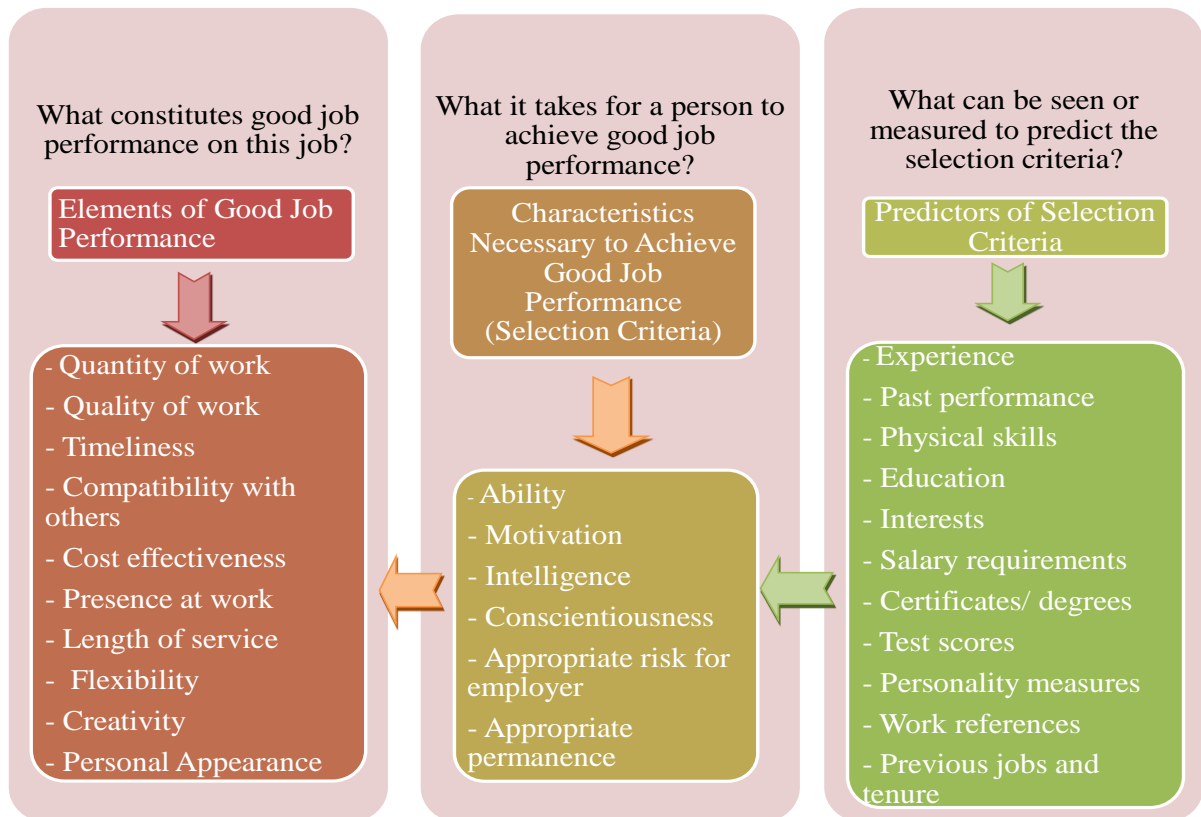 What constitutes good job
performance on this job?
Elements of Good Job
Performance
- Quantity of work
- Quality of work
- Timeliness
- Compatibility with
others
- Cost effectiveness
- Presence at work
- Length of service
- Flexibility
- Creativity
- Personal Appearance
What it takes for a person to
achieve good job
performance?
Characteristics
Necessary to Achieve
Good Job
Performance
(Selection Criteria)
- Ability
- Motivation
- Intelligence
- Conscientiousness
- Appropriate risk for
employer
- Appropriate
permanence
What can be seen or
measured to predict the
selection criteria?
Predictors of Selection
Criteria
- Experience
- Past performance
- Physical skills
- Education
- Interests
- Salary requirements
- Certificates/ degrees
- Test scores
- Personality measures
- Work references
- Previous jobs and
tenure